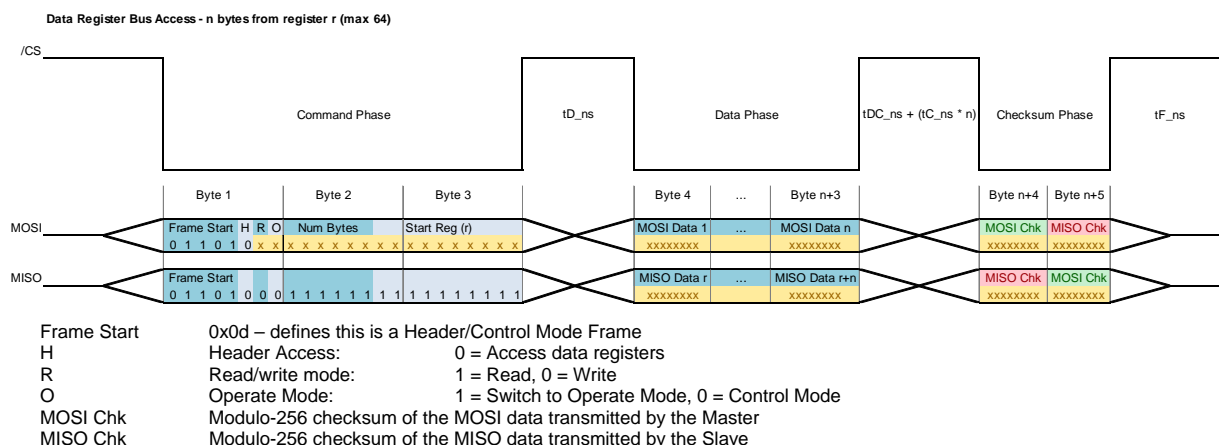 Data Register Bus Access - n bytes from register r (max 64)
/CS
Command Phase tD_ns Data Phase tDC_ns + (tC_ns * n) Checksum Phase tF_ns
Byte 1 Byte 2 Byte 3 Byte 4 ... Byte n+3 Byte n+4 Byte n+5
MOSI Frame Start H R O Num Bytes Start Reg (r) MOSI Data 1 ... MOSI Data n MOSI Chk MISO Chk
0 1 1 0 1 0 x x x x x x x x x x x x x x x x x x xxxxxxxx xxxxxxxx xxxxxxxx xxxxxxxx
MISO Frame Start MISO Data r ... MISO Data r+n MISO Chk MOSI Chk
0 1 1 0 1 0 0 0 1 1 1 1 1 1 1 1 1 1 1 1 1 1 1 1 xxxxxxxx xxxxxxxx xxxxxxxx xxxxxxxx
Frame Start 0x0d – defines this is a Header/Control Mode Frame
H Header Access: 0 = Access data registers
R Read/write mode: 1 = Read, 0 = Write
O Operate Mode: 1 = Switch to Operate Mode, 0 = Control Mode
MOSI Chk Modulo-256 checksum of the MOSI data transmitted by the Master
MISO Chk Modulo-256 checksum of the MISO data transmitted by the Slave